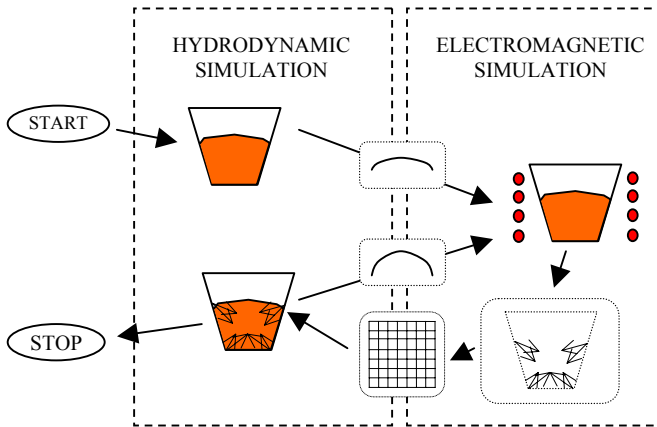 HYDRODYNAMIC
SIMULATION
ELECTROMAGNETIC
SIMULATION
START
STOP